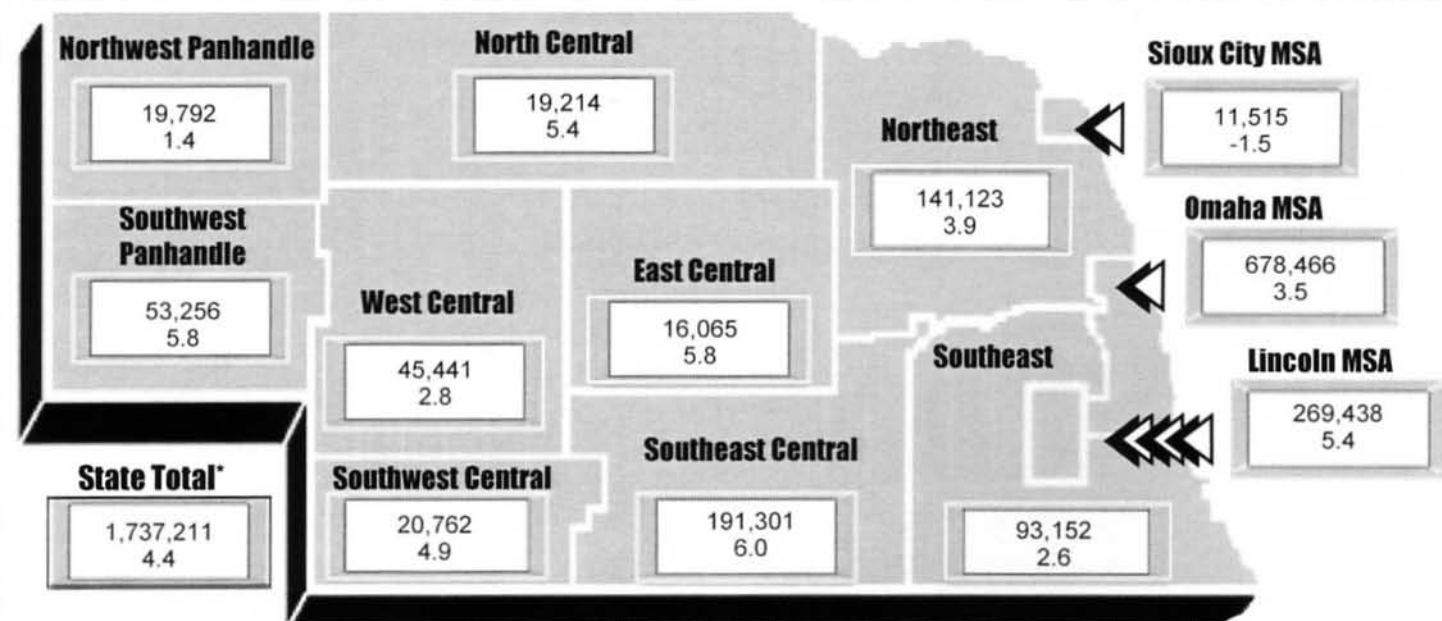 Northwest Panhandle
19,792
1.4
North Central
19,214
5.4
Sioux City MSA
11,515
-1.5
Northeast
141,123
3.9
Southwest
Panhandle
53,256
5.8
Omaha MSA
678,466
3.5
West Central
45,441
2.8
East Central
16,065
5.8
Southeast
93,152
2.6
Lincoln MSA
269,438
5.4
State Total*
1,737,211
4.4
Southwest Central
20,762
4.9
Southeast Central
191,301
6.0